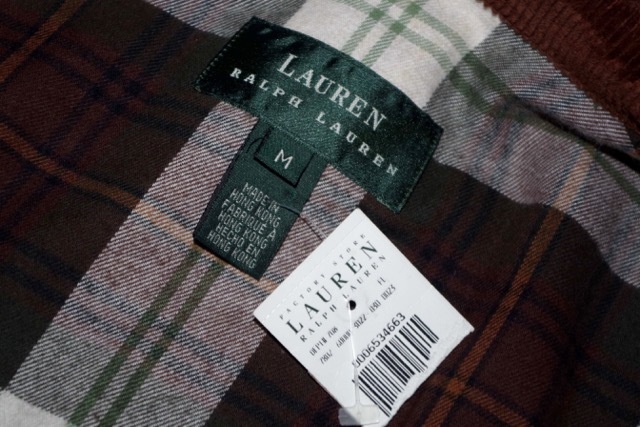 LAUREN
RALPH LAUREN
M
MADE IN
HONG KONG
FABRIQUÉ À
HONG KONG
HECHO EN
HONG KONG
FACTORY STORE
LAUREN
RALPH LAUREN
0006534663